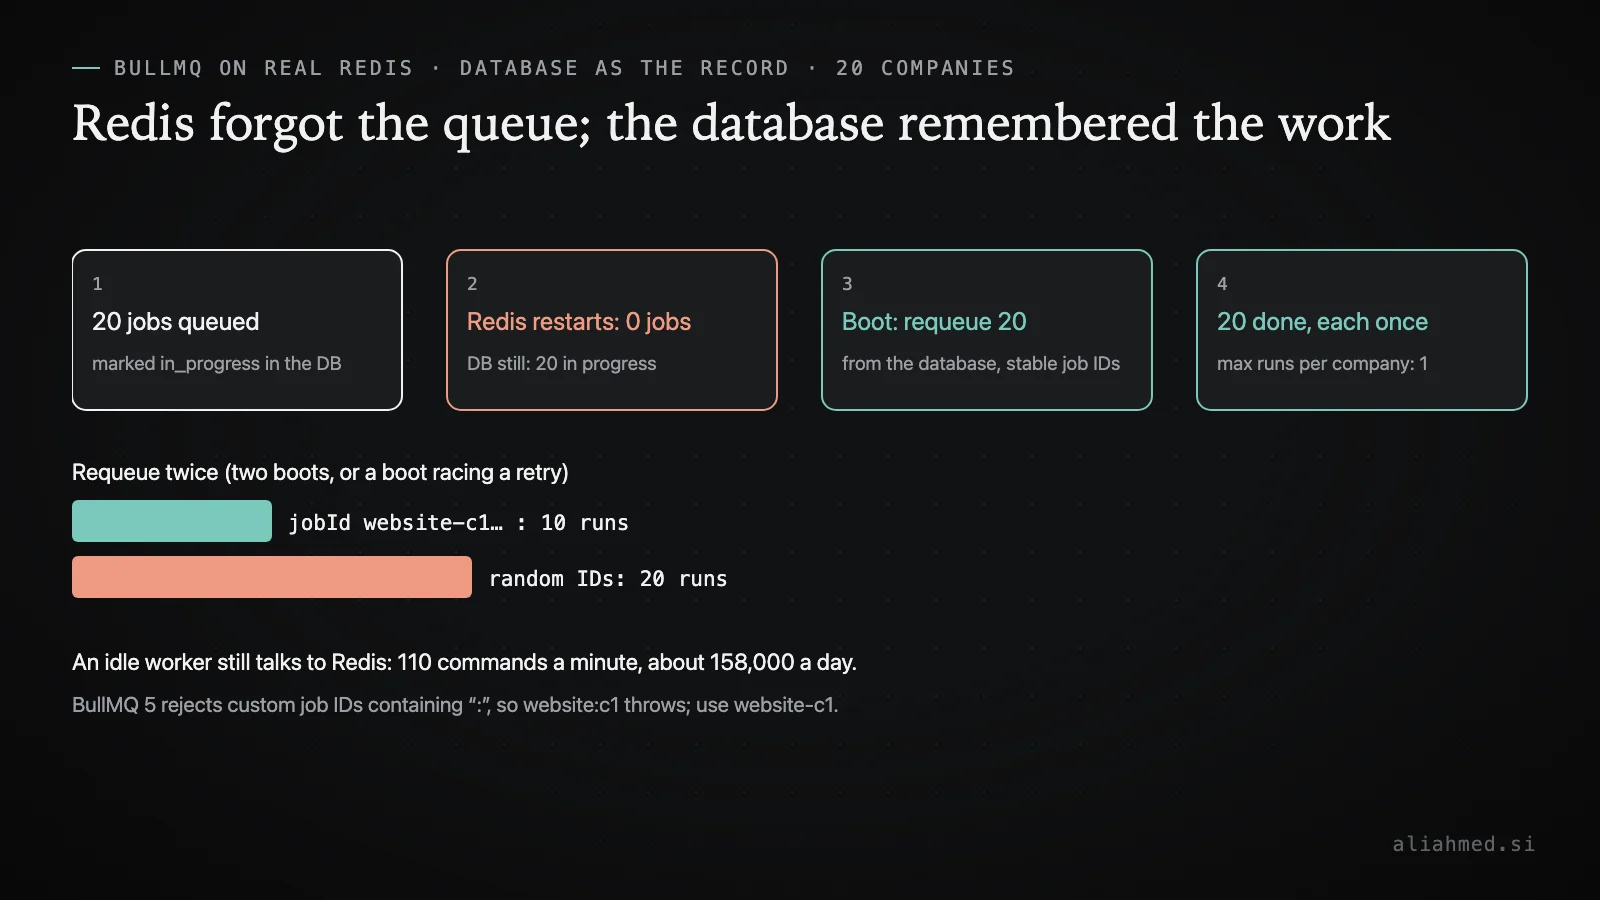 BULLMQ ON REAL REDIS · DATABASE AS THE RECORD · 20 COMPANIES
Redis forgot the queue; the database remembered the work
1
20 jobs queued
marked in_progress in the DB
2
Redis restarts: 0 jobs
DB still: 20 in progress
3
Boot: requeue 20
from the database, stable job IDs
4
20 done, each once
max runs per company: 1
Requeue twice (two boots, or a boot racing a retry)
jobId website-c1… : 10 runs
random IDs: 20 runs
An idle worker still talks to Redis: 110 commands a minute, about 158,000 a day.
BullMQ 5 rejects custom job IDs containing “:”, so website:c1 throws; use website-c1.
aliahmed.si